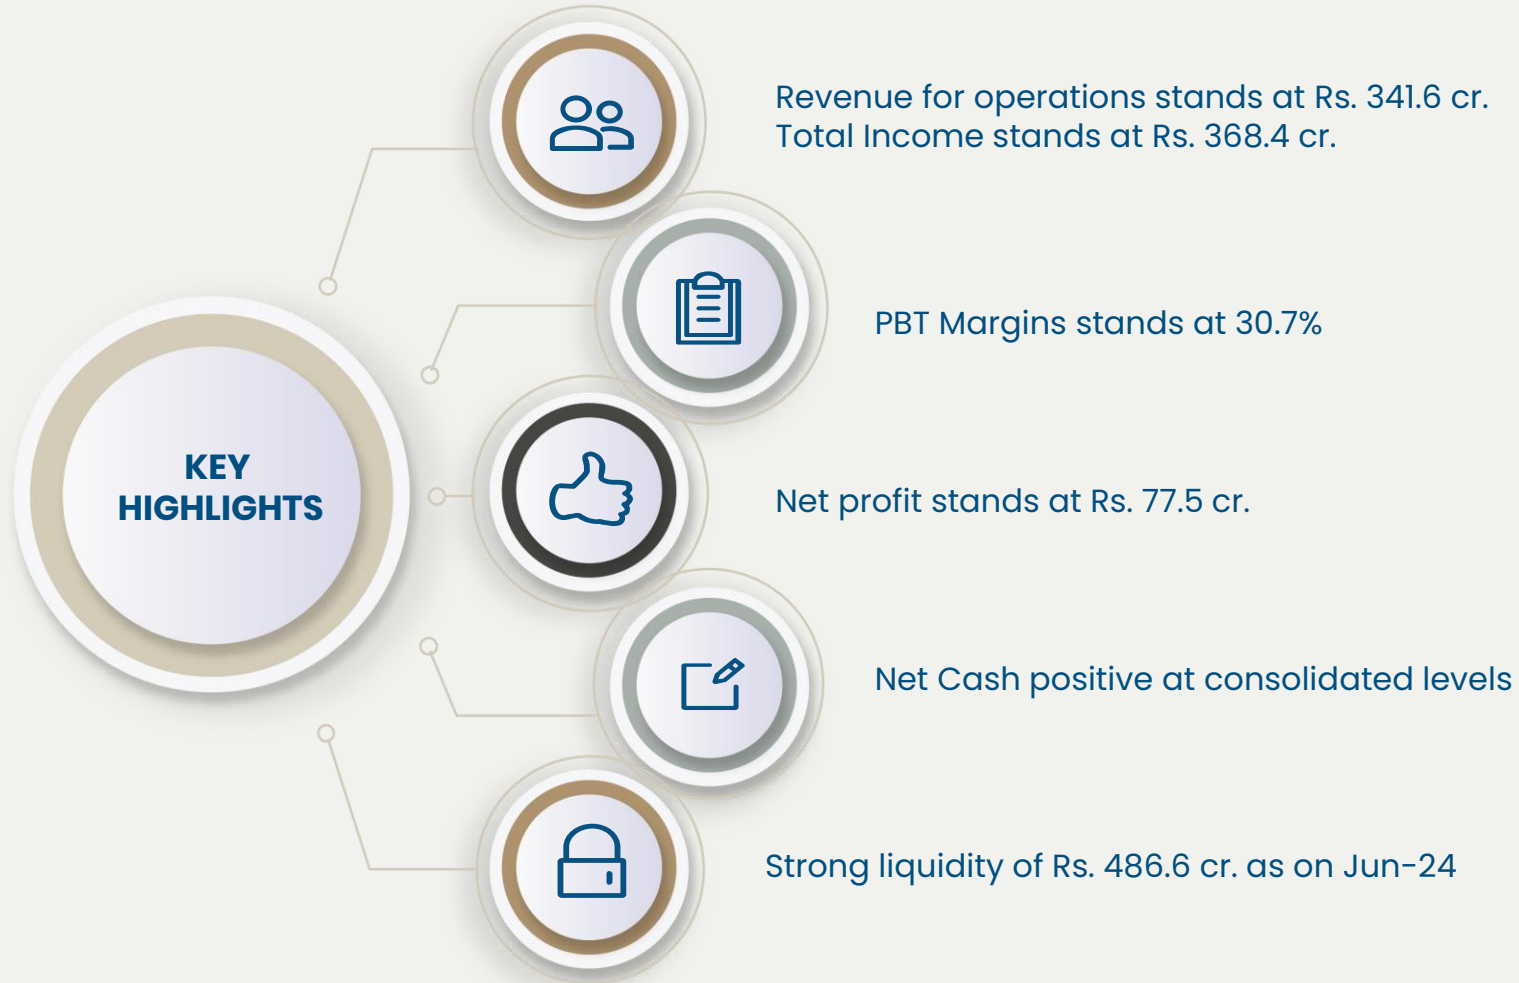 KEY
HIGHLIGHTS
Revenue for operations stands at Rs. 341.6 cr.
Total Income stands at Rs. 368.4 cr.
PBT Margins stands at 30.7%
Net profit stands at Rs. 77.5 cr.
Net Cash positive at consolidated levels
Strong liquidity of Rs. 486.6 cr. as on Jun-24